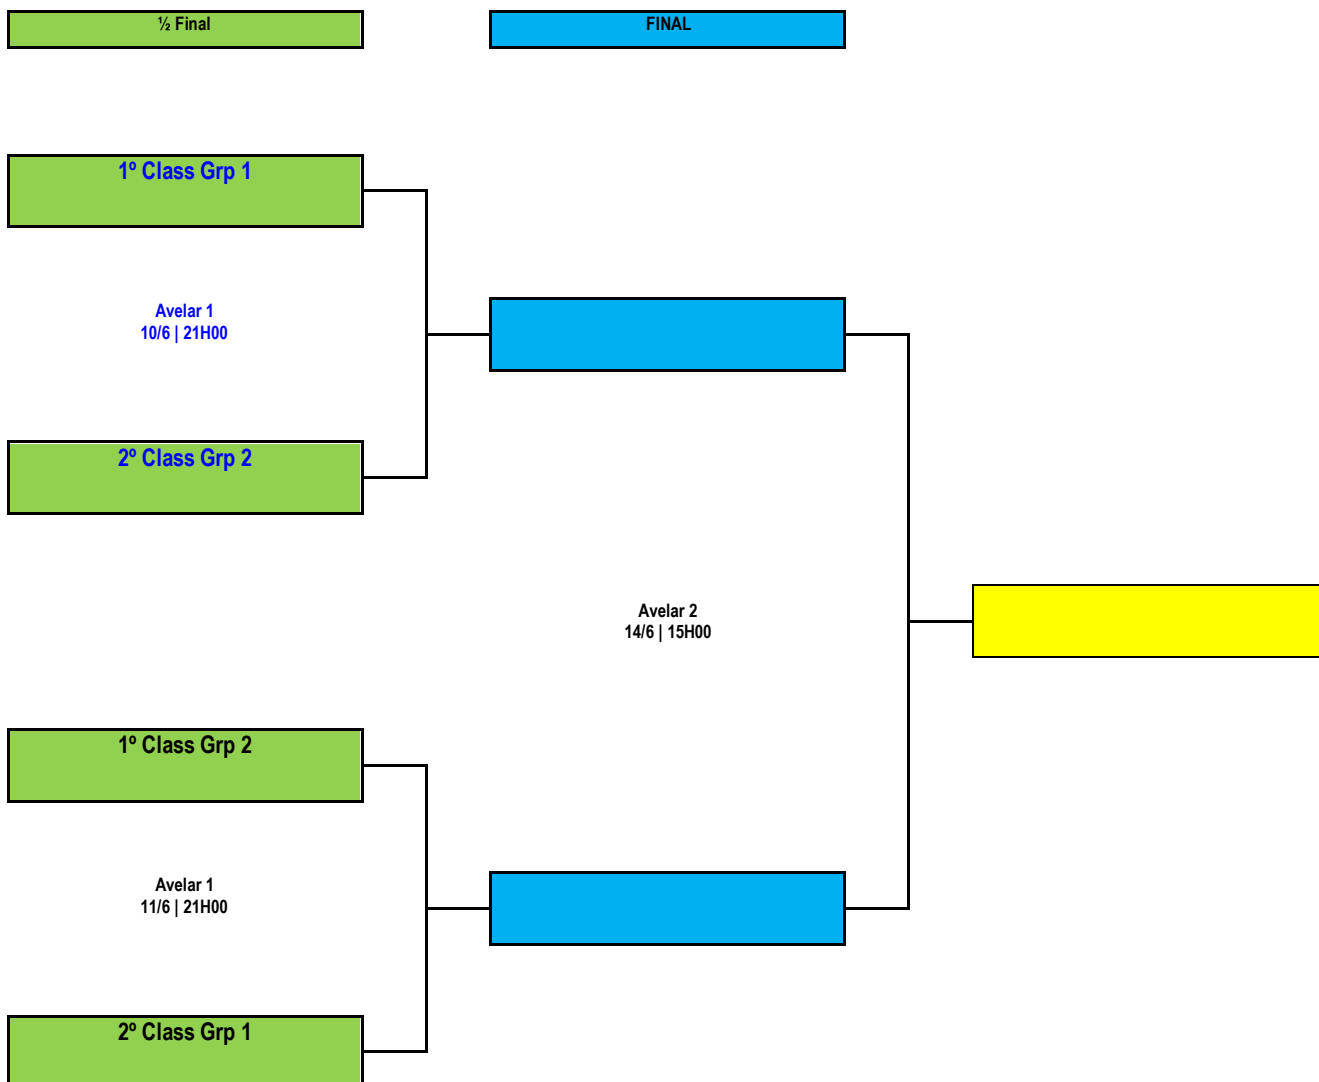 ½ Final
FINAL
1º Class Grp 1
Avelar 1
10/6 | 21H00
2º Class Grp 2
Avelar 2
14/6 | 15H00
1º Class Grp 2
Avelar 1
11/6 | 21H00
2º Class Grp 1